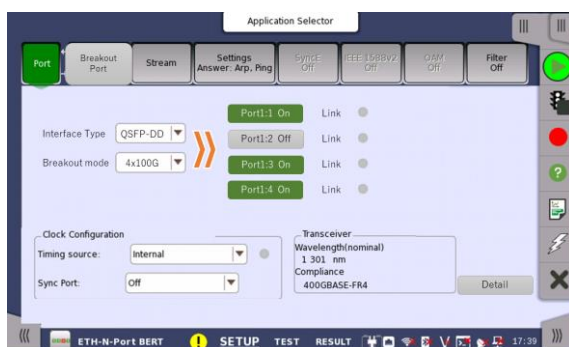 Application Selector
Port
Breakout
Port
Stream
Settings
Answer: Arp, Ping
SyncE
Off
IEEE 1588v2
Off
OAM
Off
Filter
Off
Port1:1 On Link
Interface Type QSFP-DD
Port1:2 Off Link
Breakout mode 4x100G
Port1:3 On Link
Port1:4 On Link
Clock Configuration
Timing source: Internal
Sync Port: Off
Transceiver
Wavelength(nominal)
1 301 nm
Compliance
400GBASE-FR4
Detail
ETH-N-Port BERT SETUP TEST RESULT 17:39